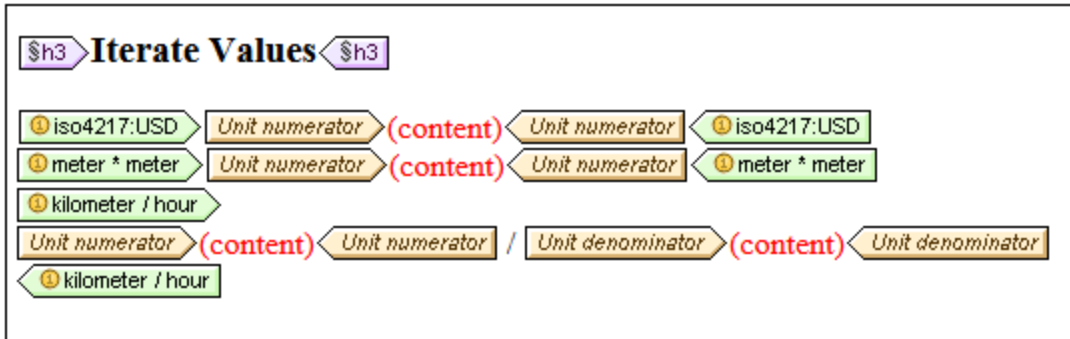 §h3 Iterate Values §h3
iso4217:USD Unit numerator (content) Unit numerator iso4217:USD
meter * meter Unit numerator (content) Unit numerator meter * meter
kilometer / hour
Unit numerator (content) Unit numerator / Unit denominator (content) Unit denominator
kilometer / hour